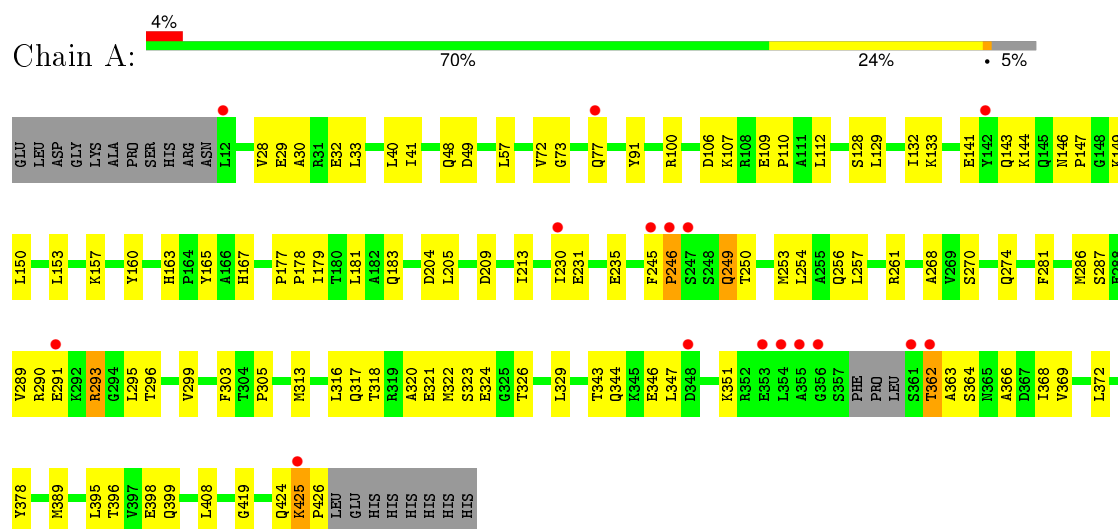 4%
Chain A:
70% 24% • 5%
GLU LEU ASP GLY LYS ALA PRO SER HIS ARG ASN L12 V28 E29 A30 R31 E32 L33 L40 I41 Q48 D49 L57 V72 G73 Q77 Y91 R100 D106 K107 R108 E109 P110 A111 L112 S128 L129 I132 K133 E141 Y142 Q143 K144 Q145 N146 P147 G148 K149
L150 L153 K157 Y160 H163 P164 Y165 A166 H167 P177 P178 I179 T180 L181 A182 Q183 D204 L205 D209 I213 I230 E231 E235 F245 P246 S247 S248 Q249 T250 M253 L254 A255 Q256 L257 R261 A268 V269 S270 Q274 F281 M286 S287 E288
V289 R290 E291 K292 R293 G294 L295 T296 V299 F303 T304 P305 M313 L316 Q317 T318 R319 A320 E321 M322 S323 E324 G325 T326 L329 T343 Q344 K345 E346 L347 D348 K351 R352 E353 L354 A355 G356 S357 PHE PRO LEU S361 T362 A363 S364 N365 A366 D367 I368 V369 L372
Y378 M389 L395 T396 V397 E398 Q399 L408 G419 Q424 K425 P426 LEU GLU HIS HIS HIS HIS HIS HIS